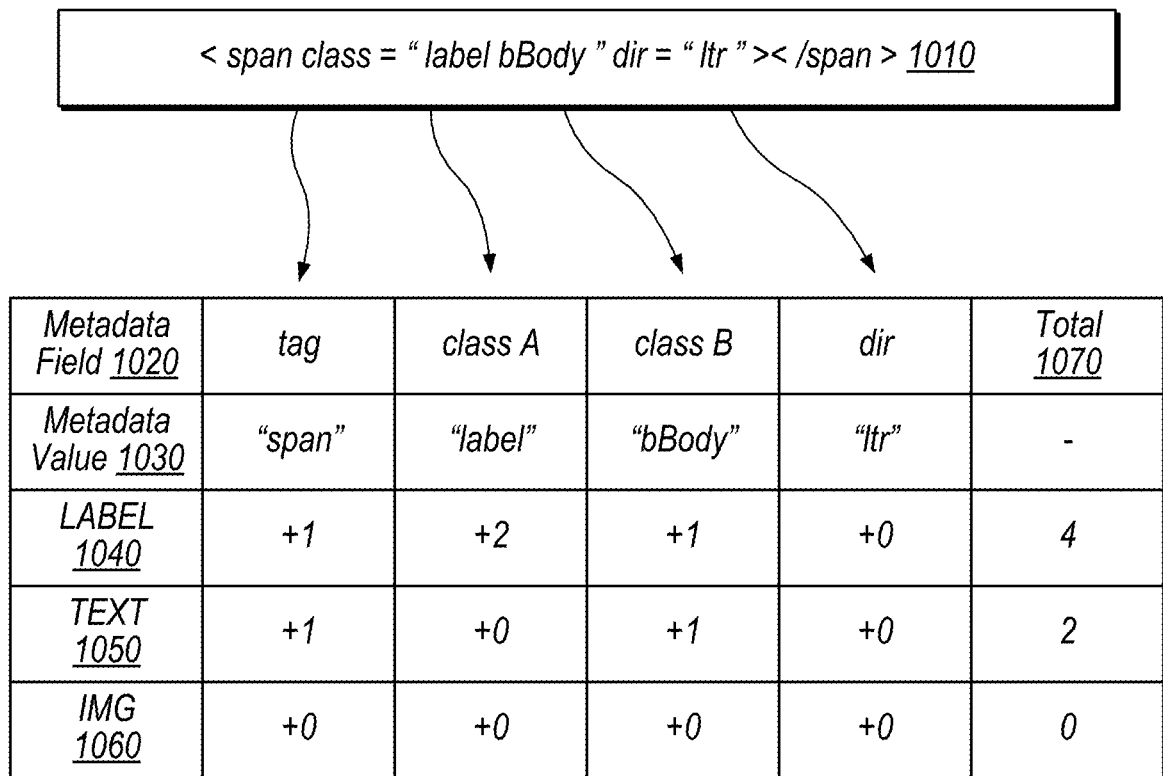 < span class = “ label bBody ” dir = “ ltr ” >< /span > 1010
Metadata
Field 1020
tag
class A
class B
dir
Total
1070
Metadata
Value 1030
“span”
“label”
“bBody”
“ltr”
-
LABEL
1040
+1
+2
+1
+0
4
TEXT
1050
+1
+0
+1
+0
2
IMG
1060
+0
+0
+0
+0
0